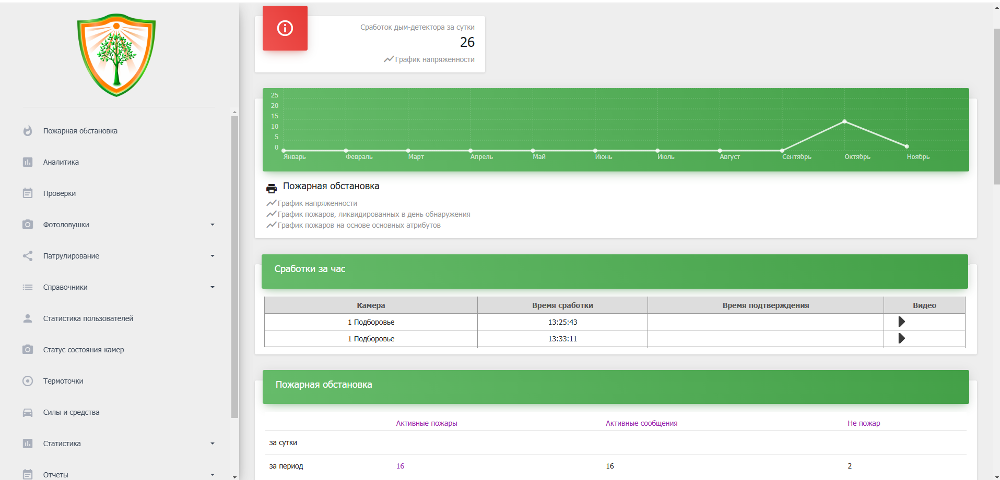 Пожарная обстановка
Аналитика
Проверки
Фотоловушки
Патрулирование
Справочники
Статистика пользователей
Статус состояния камер
Термоточки
Силы и средства
Статистика
Отчеты
Сработок дым-детектора за сутки
26
График напряженности
25
20
15
10
5
0
Январь Февраль Март Апрель Май Июнь Июль Август Сентябрь Октябрь Ноябрь
Пожарная обстановка
График напряженности
График пожаров, ликвидированных в день обнаружения
График пожаров на основе основных атрибутов
Сработки за час
Камера Время сработки Время подтверждения Видео
1 Подборовье 13:25:43
1 Подборовье 13:33:11
Пожарная обстановка
Активные пожары Активные сообщения Не пожар
за сутки
за период 16 16 2